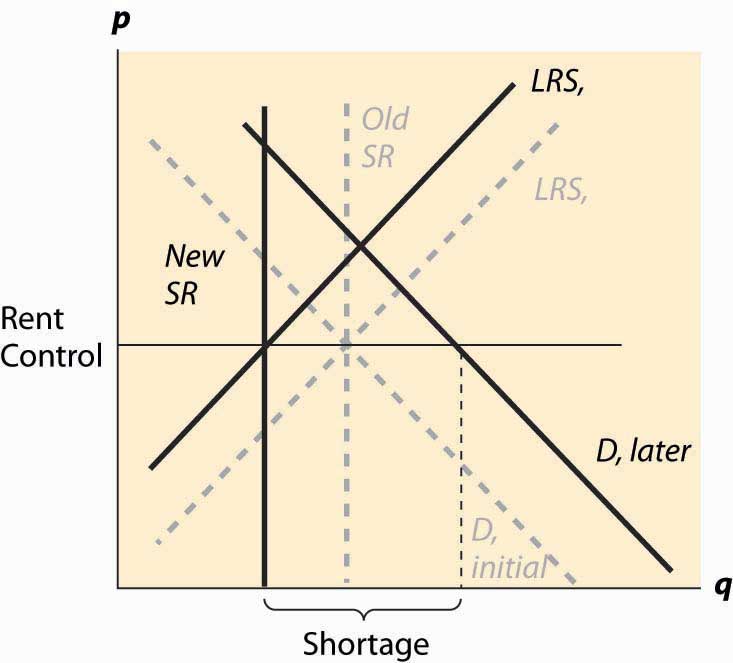 p
LRS,
Old
SR
LRS,
New
SR
Rent
Control
D, later
D,
initial
q
Shortage